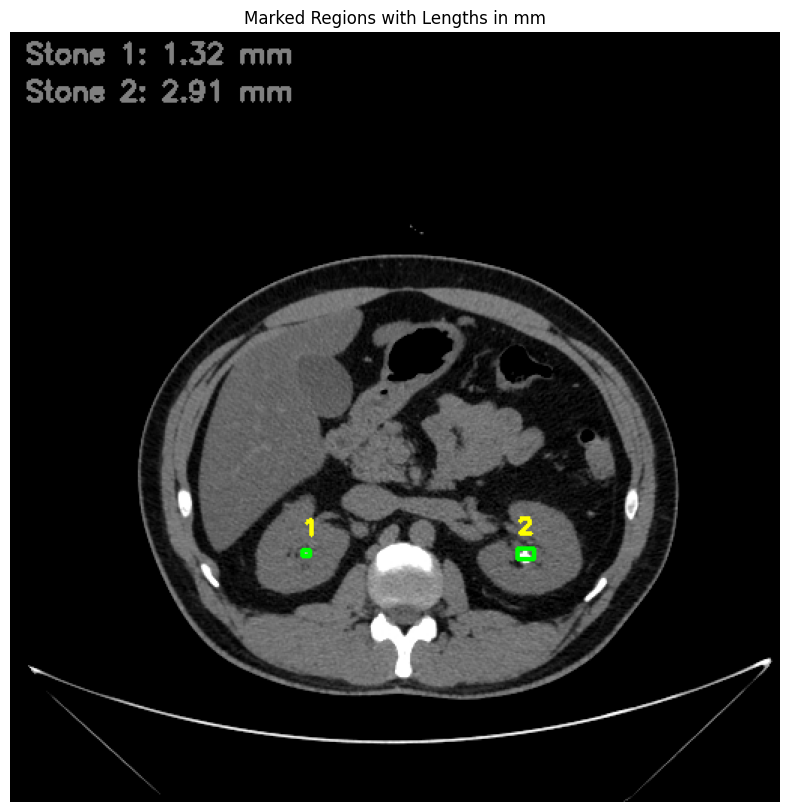 Marked Regions with Lengths in mm
Stone 1: 1.32 mm
Stone 2: 2.91 mm
1
2